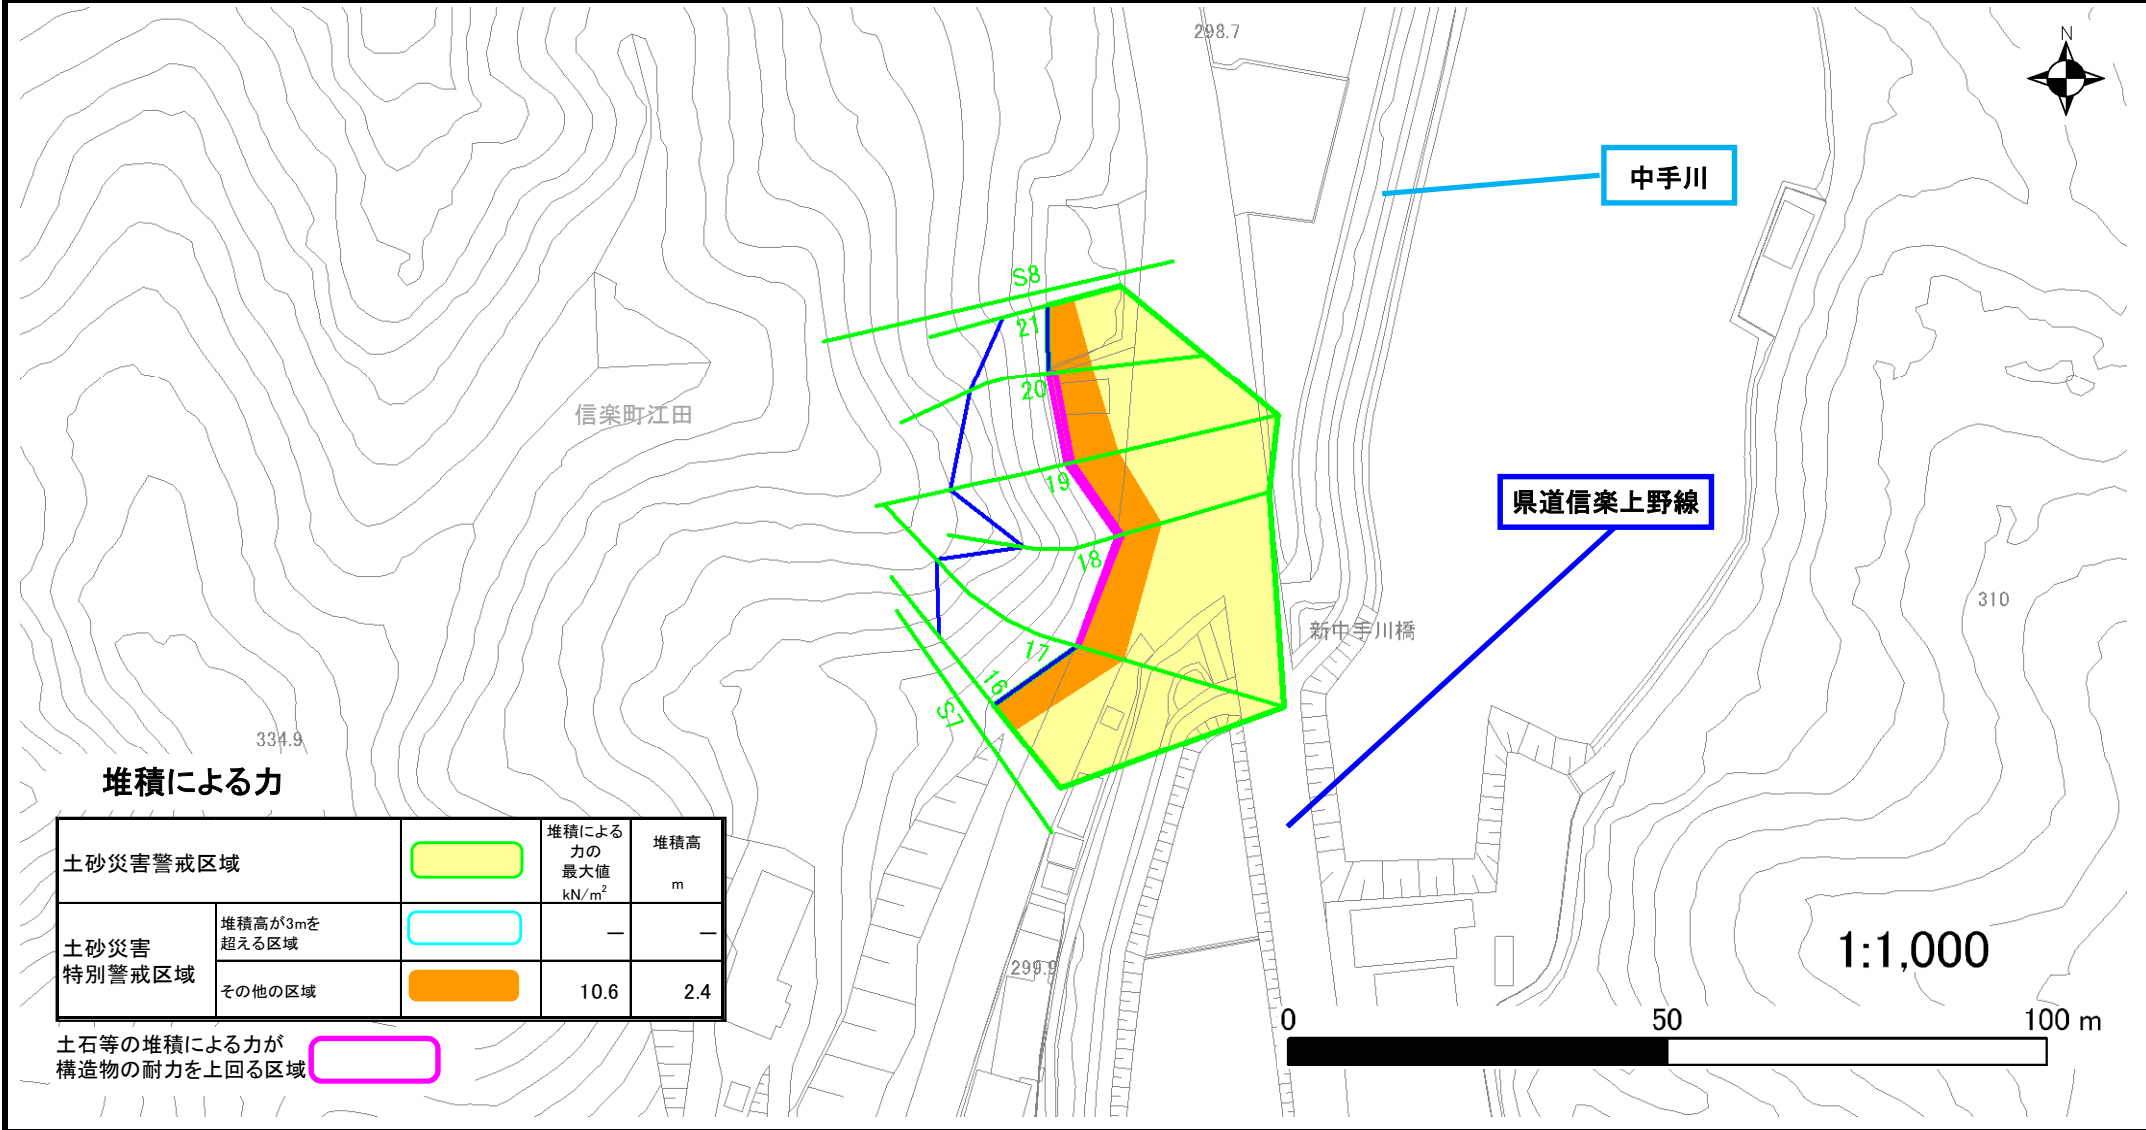 298.7
N
中手川
S8
21
20
信楽町江田
19
県道信楽上野線
18
310
新中手川橋
17
16
S7
334.9
堆積による力
土砂災害警戒区域
堆積による
力の
最大値
kN/m²
堆積高
m
土砂災害
特別警戒区域
堆積高が3mを
超える区域
—
—
その他の区域
10.6
2.4
299.9
土石等の堆積による力が
構造物の耐力を上回る区域
1:1,000
0 50 100 m